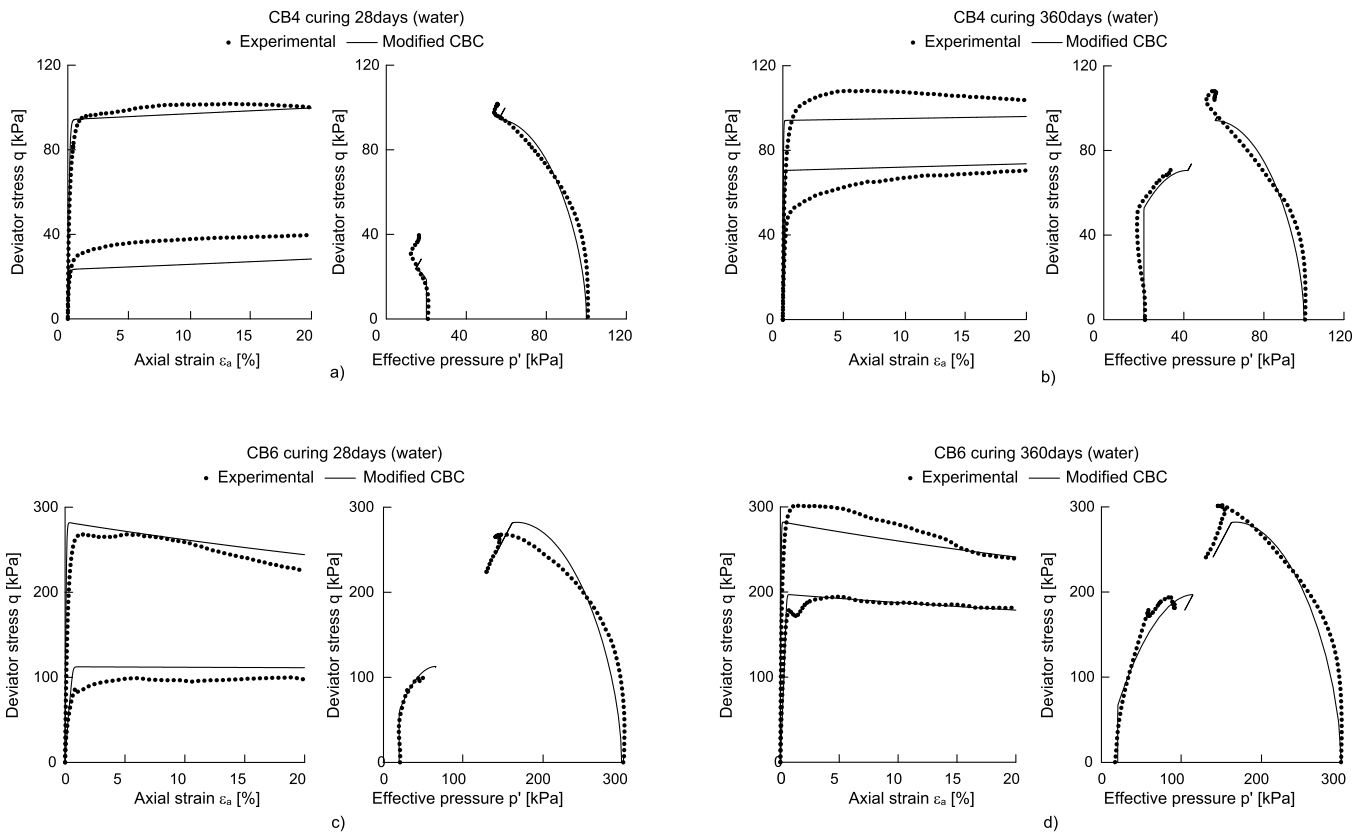 CB4 curing 28days (water)
• Experimental — Modified CBC
Deviator stress q [kPa]
120
80
40
0
0 5 10 15 20
Axial strain εa [%]
Deviator stress q [kPa]
120
80
40
0
0 40 80 120
Effective pressure p' [kPa]
a)
CB4 curing 360days (water)
• Experimental — Modified CBC
Deviator stress q [kPa]
120
80
40
0
0 5 10 15 20
Axial strain εa [%]
Deviator stress q [kPa]
120
80
40
0
0 40 80 120
Effective pressure p' [kPa]
b)
CB6 curing 28days (water)
• Experimental — Modified CBC
Deviator stress q [kPa]
300
200
100
0
0 5 10 15 20
Axial strain εa [%]
Deviator stress q [kPa]
300
200
100
0
0 100 200 300
Effective pressure p' [kPa]
c)
CB6 curing 360days (water)
• Experimental — Modified CBC
Deviator stress q [kPa]
300
200
100
0
0 5 10 15 20
Axial strain εa [%]
Deviator stress q [kPa]
300
200
100
0
0 100 200 300
Effective pressure p' [kPa]
d)